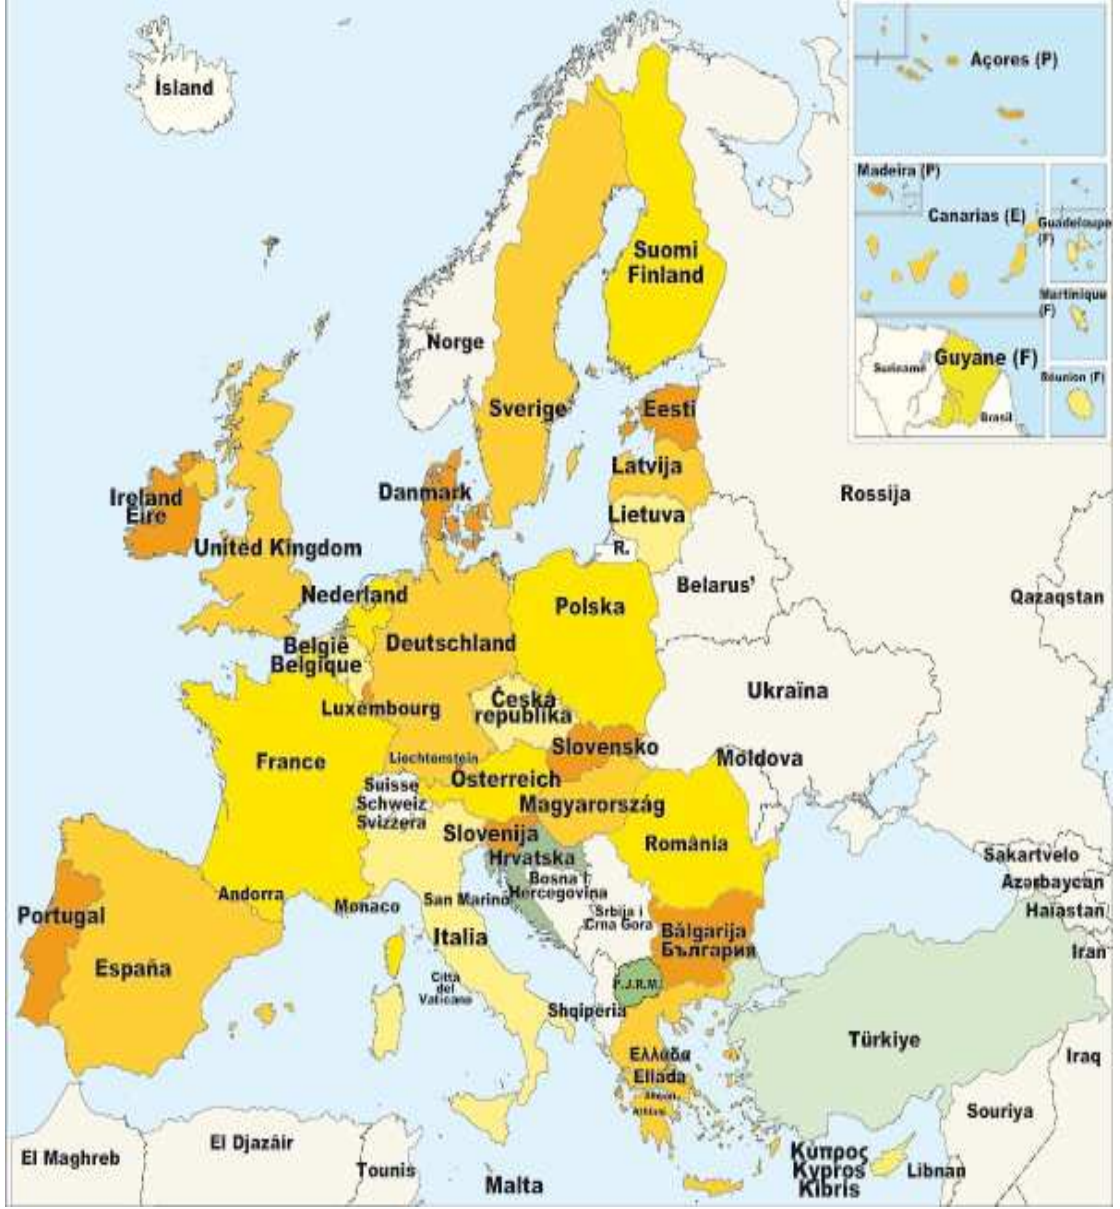 Ísland
Açores (P)
Madeira (P)
Canarias (E)
Guadeloupe
(F)
Martinique
(F)
Guyane (F)
Suriname
Brasil
Réunion (F)
Suomi
Finland
Norge
Sverige
Eesti
Latvija
Lietuva
R.
Rossija
Danmark
Ireland
Eire
United Kingdom
Nederland
België
Belgique
Deutschland
Polska
Belarus'
Qazaqstan
Luxembourg
Česká
republika
Ukraïna
France
Liechtenstein
Slovensko
Moldova
Suisse
Schweiz
Svizzera
Österreich
Magyarország
Slovenija
România
Hrvatska
Sakartvelo
Azərbaycan
Haïastan
Iran
Andorra
Monaco
San Marino
Bosna i
Hercegovina
Srbija i
Crna Gora
Portugal
España
Italia
Bălgarija
България
Città
del
Vaticano
P.J.R.M.
Shqipëria
Türkiye
Iraq
Ελλάδα
Ellada
Souriya
El Maghreb
El Djazâir
Tounis
Malta
Κύπρος
Kypros
Kibris
Libnan